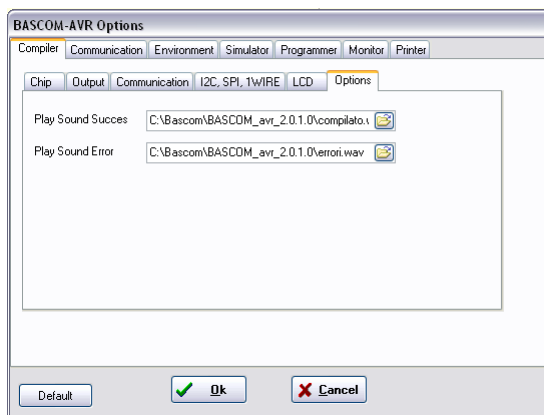 BASCOM-AVR Options
Compiler Communication Environment Simulator Programmer Monitor Printer
Chip Output Communication I2C, SPI, 1WIRE LCD Options
Play Sound Succes C:\Bascom\BASCOM_avr_2.0.1.0\compilato.
Play Sound Error C:\Bascom\BASCOM_avr_2.0.1.0\errori.wav
Default Ok Cancel